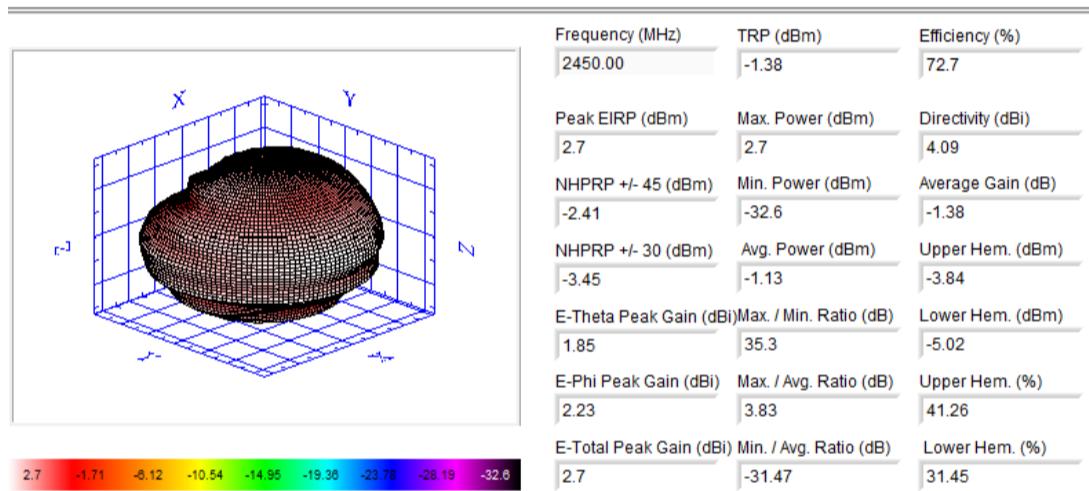 Frequency (MHz) TRP (dBm) Efficiency (%)
2450.00 -1.38 72.7
Peak EIRP (dBm) Max. Power (dBm) Directivity (dBi)
2.7 2.7 4.09
NHPRP +/- 45 (dBm) Min. Power (dBm) Average Gain (dB)
-2.41 -32.6 -1.38
NHPRP +/- 30 (dBm) Avg. Power (dBm) Upper Hem. (dBm)
-3.45 -1.13 -3.84
E-Theta Peak Gain (dBi) Max. / Min. Ratio (dB) Lower Hem. (dBm)
1.85 35.3 -5.02
E-Phi Peak Gain (dBi) Max. / Avg. Ratio (dB) Upper Hem. (%)
2.23 3.83 41.26
E-Total Peak Gain (dBi) Min. / Avg. Ratio (dB) Lower Hem. (%)
2.7 -31.47 31.45
X Y
Z
2.7 -1.71 -6.12 -10.54 -14.95 -19.36 -23.78 -28.19 -32.6